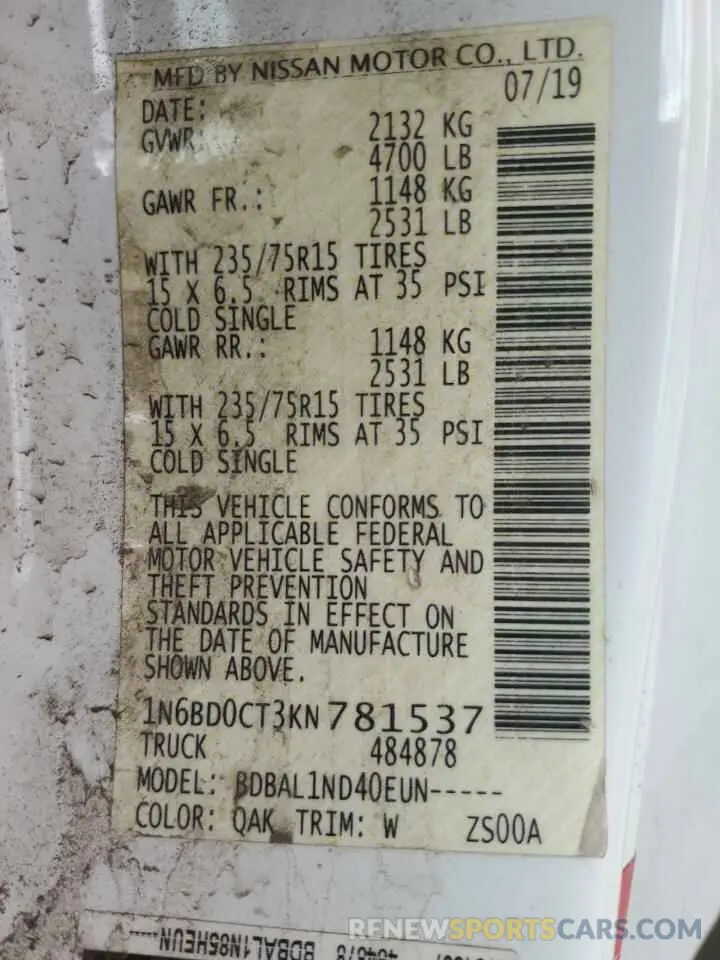 MFD BY NISSAN MOTOR CO., LTD.
DATE: 07/19
GVWR: 2132 KG
4700 LB
GAWR FR.: 1148 KG
2531 LB
WITH 235/75R15 TIRES
15 X 6.5 RIMS AT 35 PSI
COLD SINGLE
GAWR RR.: 1148 KG
2531 LB
WITH 235/75R15 TIRES
15 X 6.5 RIMS AT 35 PSI
COLD SINGLE
THIS VEHICLE CONFORMS TO
ALL APPLICABLE FEDERAL
MOTOR VEHICLE SAFETY AND
THEFT PREVENTION
STANDARDS IN EFFECT ON
THE DATE OF MANUFACTURE
SHOWN ABOVE.
1N6BD0CT3KN781537
TRUCK 484878
MODEL: BDBAL1ND40EUN-----
COLOR: QAK TRIM: W ZS00A
484878 BDBAL1N85HEUN-----
RENEWSPORTSCARS.COM